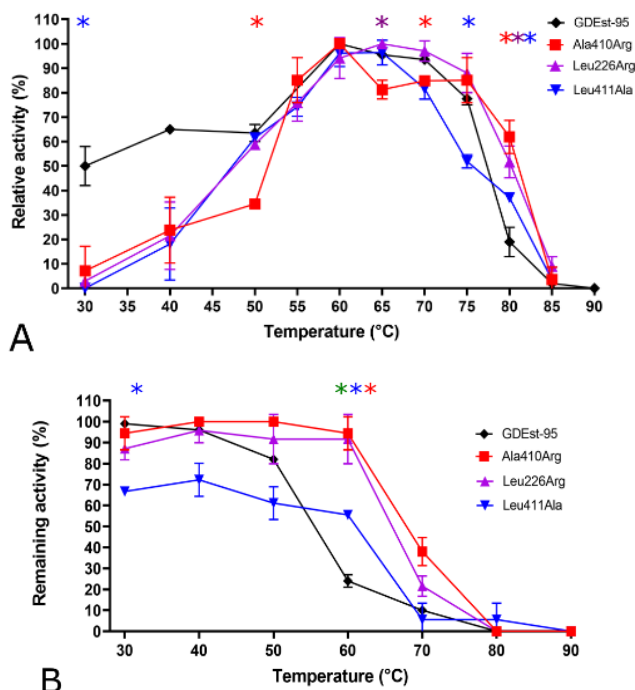 110
100
90
80
70
60
50
40
30
20
10
0
Relative activity (%)
30 35 40 45 50 55 60 65 70 75 80 85 90
Temperature (°C)
* * * * * ***
GDEst-95
Ala410Arg
Leu226Arg
Leu411Ala
A
110
100
90
80
70
60
50
40
30
20
10
0
Remaining activity (%)
30 40 50 60 70 80 90
Temperature (°C)
* ***
GDEst-95
Ala410Arg
Leu226Arg
Leu411Ala
B